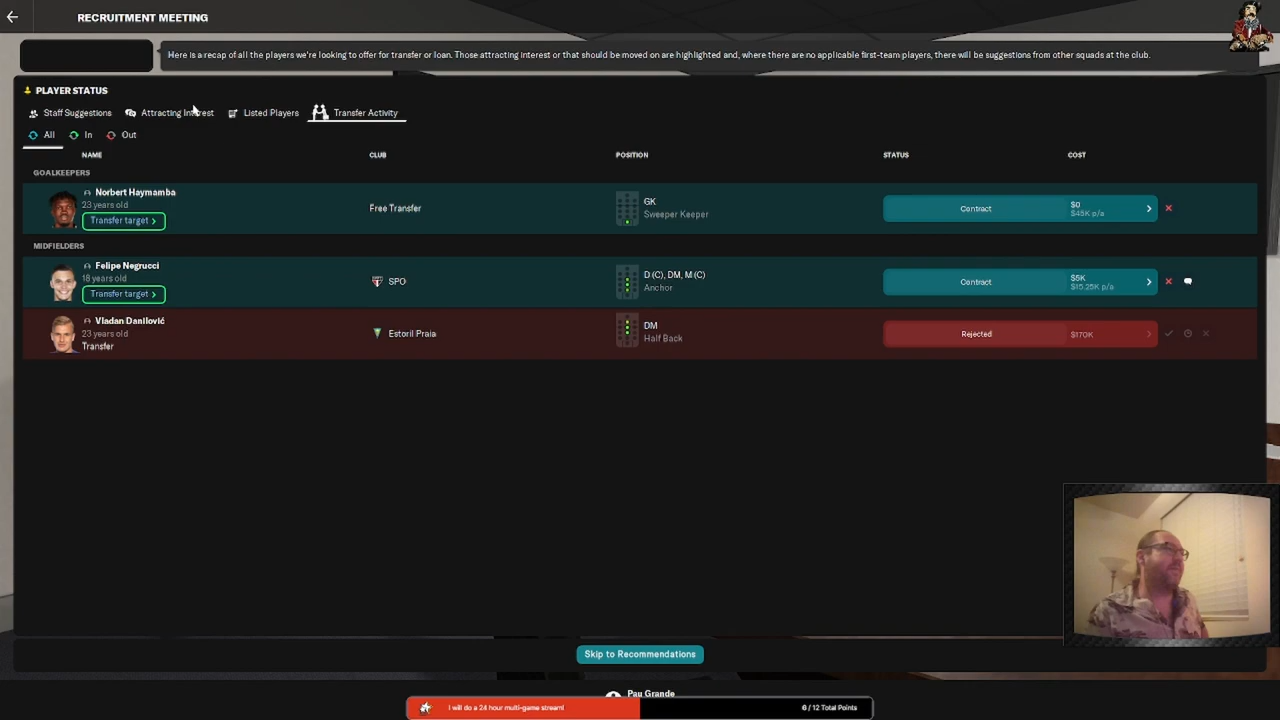 RECRUITMENT MEETING
Here is a recap of all the players we're looking to offer for transfer or loan. Those attracting interest or that should be moved on are highlighted and, where there are no applicable first-team players, there will be suggestions from other squads at the club.
PLAYER STATUS
Staff Suggestions Attracting Interest Listed Players Transfer Activity
All In Out
NAME CLUB POSITION STATUS COST
GOALKEEPERS
Norbert Haymamba
23 years old
Transfer target >
Free Transfer
GK
Sweeper Keeper
Contract
$0
$45K p/a
MIDFIELDERS
Felipe Negrucci
18 years old
Transfer target >
SPO
D (C), DM, M (C)
Anchor
Contract
$5K
$15.25K p/a
Vladan Danilović
23 years old
Transfer
Estoril Praia
DM
Half Back
Rejected
$170K
Skip to Recommendations
Pau Grande
I will do a 24 hour multi-game stream! 6 / 12 Total Points